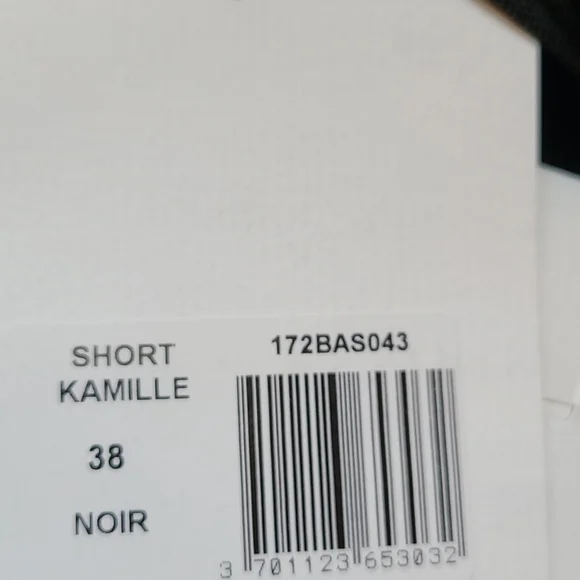 SHORT
KAMILLE
38
NOIR
172BAS043
3 701123 653032